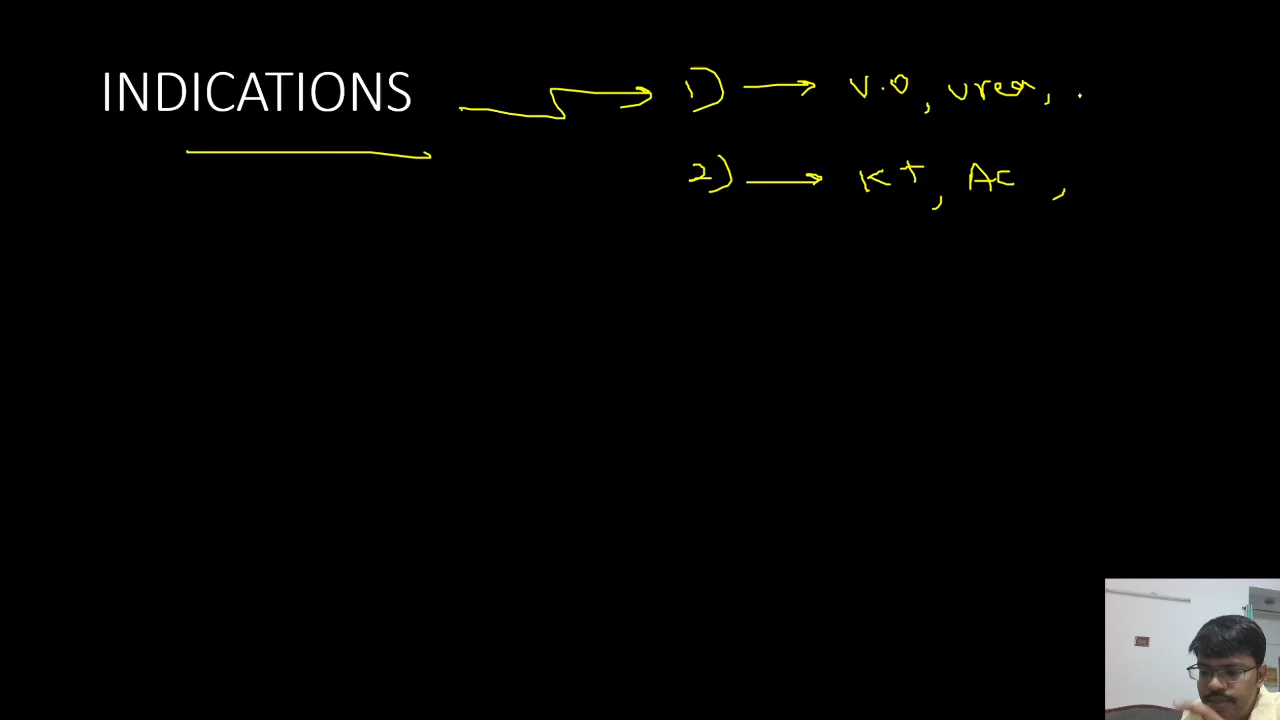 INDICATIONS
1) → V.O, urea,
2) → K+, AC,